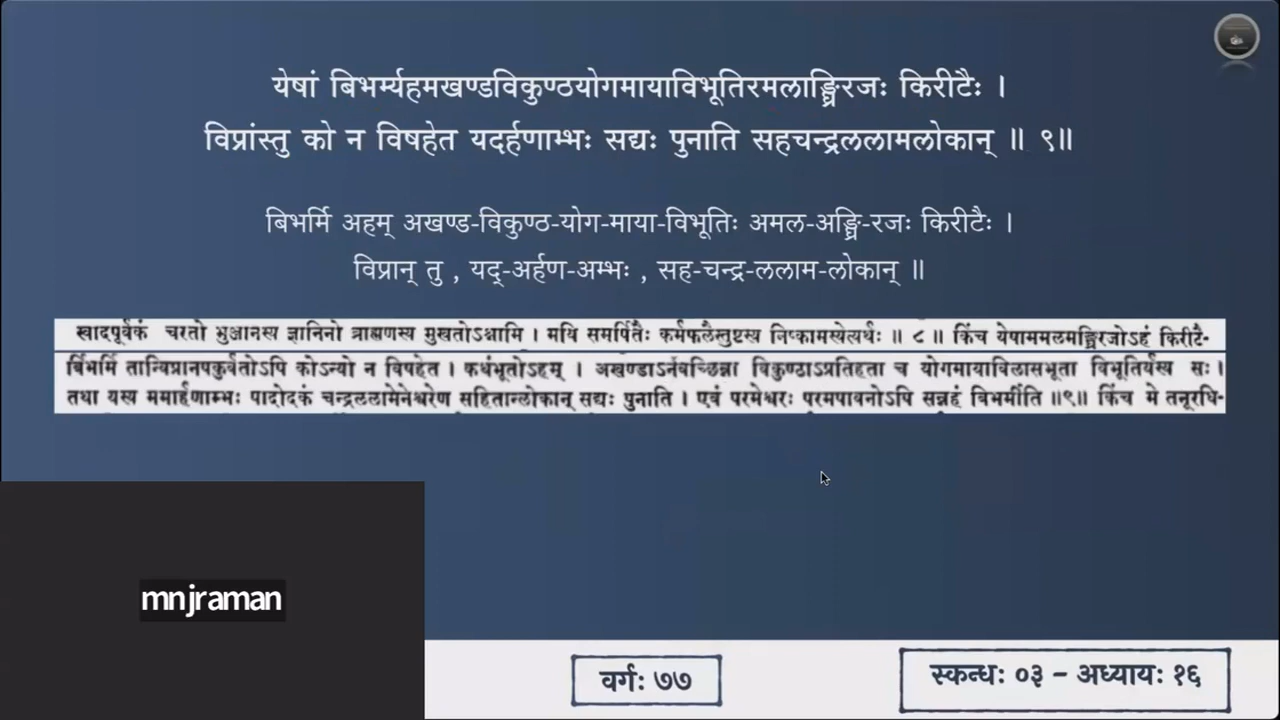 येषां बिभर्म्यहमखण्डविकुण्ठयोगमायाविभूतिरमलाङ्घ्रिरजः किरीटैः ।
विप्रांस्तु को न विषहेत यदर्हणाम्भः सद्यः पुनाति सहचन्द्रललामलोकान् ॥ ९॥
बिभर्मि अहम् अखण्ड-विकुण्ठ-योग-माया-विभूतिः अमल-अङ्घ्रि-रजः किरीटैः ।
विप्रान् तु , यद्-अर्हण-अम्भः , सह-चन्द्र-ललाम-लोकान् ॥
स्वादपूर्वकं चरतो भुञ्जानस्य ज्ञानिनो ब्राह्मणस्य मुखतोऽश्नामि । मयि समर्पितैः कर्मफलैस्तुष्टस्य निष्कामस्येत्यर्थः ॥ ८ ॥ किंच येषाममलमङ्घ्रिरजोऽहं किरीटै-
र्बिभर्मि तान्विप्रानपकुर्वतोऽपि कोऽन्यो न विषहेत । कथंभूतोऽहम् । अखण्डाऽनवच्छिन्ना विकुण्ठाऽप्रतिहता च योगमायाविलासभूता विभूतिर्यस्य सः ।
तथा यस्य ममार्हणाम्भः पादोदकं चन्द्रललामेनेश्वरेण सहितान्लोकान् सद्यः पुनाति । एवं परमेश्वरः परमपावनोऽपि सन्नहं बिभर्मीति ॥९॥ किंच मे तनूरधि-
mnjraman
वर्ग: ७७
स्कन्ध: ०३ – अध्याय: १६